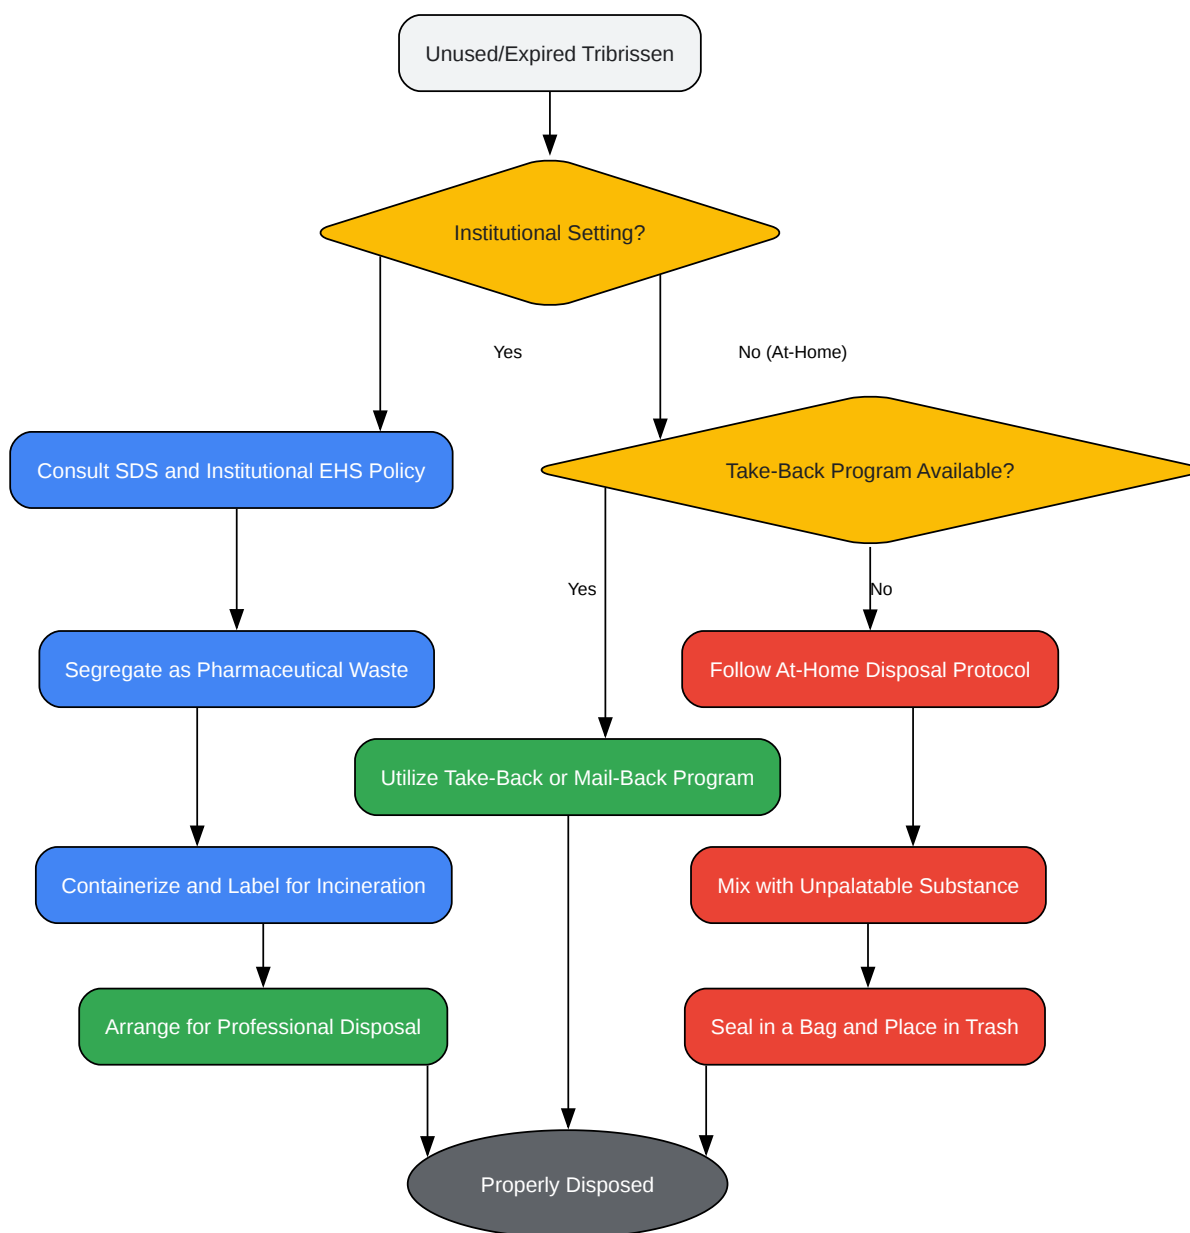 Unused/Expired Tribrissen
Institutional Setting?
Yes
No (At-Home)
Consult SDS and Institutional EHS Policy
Take-Back Program Available?
Yes
No
Segregate as Pharmaceutical Waste
Follow At-Home Disposal Protocol
Utilize Take-Back or Mail-Back Program
Containerize and Label for Incineration
Mix with Unpalatable Substance
Arrange for Professional Disposal
Seal in a Bag and Place in Trash
Properly Disposed